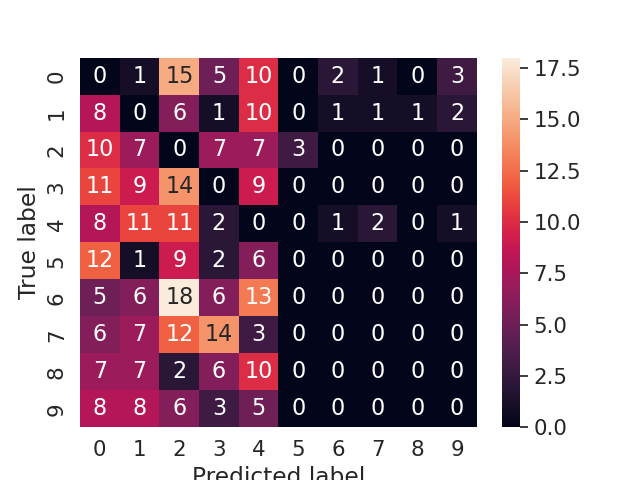 0 0 1 15 5 10 0 2 1 0 3
1 8 0 6 1 10 0 1 1 1 2
2 10 7 0 7 7 3 0 0 0 0
3 11 9 14 0 9 0 0 0 0 0
4 8 11 11 2 0 0 1 2 0 1
5 12 1 9 2 6 0 0 0 0 0
6 5 6 18 6 13 0 0 0 0 0
7 6 7 12 14 3 0 0 0 0 0
8 7 7 2 6 10 0 0 0 0 0
9 8 8 6 3 5 0 0 0 0 0
0 1 2 3 4 5 6 7 8 9
Predicted label
True label
17.5
15.0
12.5
10.0
7.5
5.0
2.5
0.0